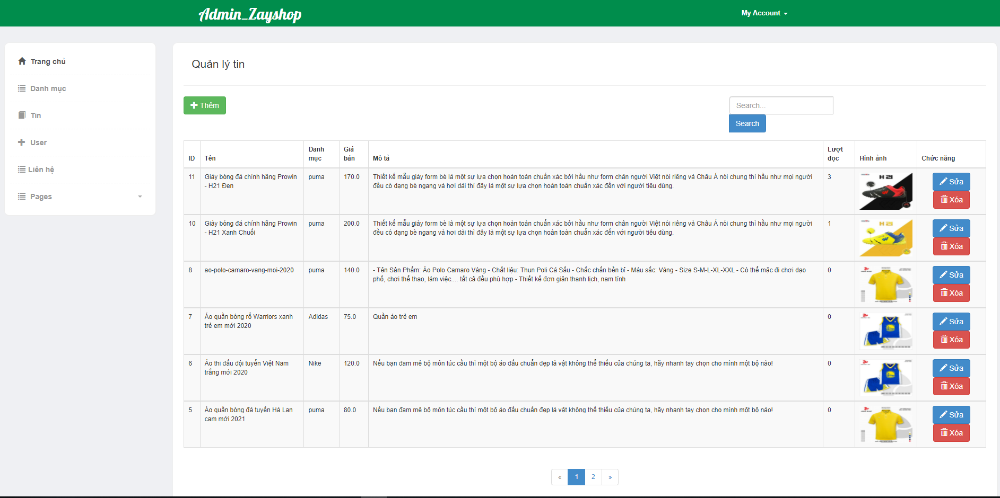 Admin_Zayshop
My Account
Trang chủ
Danh mục
Tin
User
Liên hệ
Pages
Quản lý tin
Thêm
Search...
Search
ID
Tên
Danh
mục
Giá
bán
Mô tả
Lượt
đọc
Hình ảnh
Chức năng
11
Giày bóng đá chính hãng Prowin
- H21 Đen
puma
170.0
Thiết kế mẫu giày form bè là một sự lựa chọn hoàn toàn chuẩn xác bởi hầu như form chân người Việt nói riêng và Châu Á nói chung thì hầu như mọi người
đều có dạng bè ngang và hơi dài thì đây là một sự lựa chọn hoàn toàn chuẩn xác đến với người tiêu dùng.
3
H 21
Sửa
Xóa
10
Giày bóng đá chính hãng Prowin
- H21 Xanh Chuối
puma
200.0
Thiết kế mẫu giày form bè là một sự lựa chọn hoàn toàn chuẩn xác bởi hầu như form chân người Việt nói riêng và Châu Á nói chung thì hầu như mọi người
đều có dạng bè ngang và hơi dài thì đây là một sự lựa chọn hoàn toàn chuẩn xác đến với người tiêu dùng.
1
H 21
Sửa
Xóa
8
ao-polo-camaro-vang-moi-2020
puma
140.0
- Tên Sản Phẩm: Áo Polo Camaro Vàng - Chất liệu: Thun Poli Cá Sấu - Chắc chắn bền bỉ - Màu sắc: Vàng - Size S-M-L-XL-XXL - Có thể mặc đi chơi dạo
phố, chơi thể thao, làm việc.... tất cả đều phù hợp - Thiết kế đơn giản thanh lịch, nam tính
0
Sửa
Xóa
7
Áo quần bóng rổ Warriors xanh
trẻ em mới 2020
Adidas
75.0
Quần áo trẻ em
0
Sửa
Xóa
6
Áo thi đấu đội tuyển Việt Nam
trắng mới 2020
Nike
120.0
Nếu bạn đam mê bộ môn túc cầu thì một bộ áo đấu chuẩn đẹp là vật không thể thiếu của chúng ta, hãy nhanh tay chọn cho mình một bộ nào!
0
Sửa
Xóa
5
Áo quần bóng đá tuyển Hà Lan
cam mới 2021
puma
80.0
Nếu bạn đam mê bộ môn túc cầu thì một bộ áo đấu chuẩn đẹp là vật không thể thiếu của chúng ta, hãy nhanh tay chọn cho mình một bộ nào!
0
Sửa
Xóa
« 1 2 »